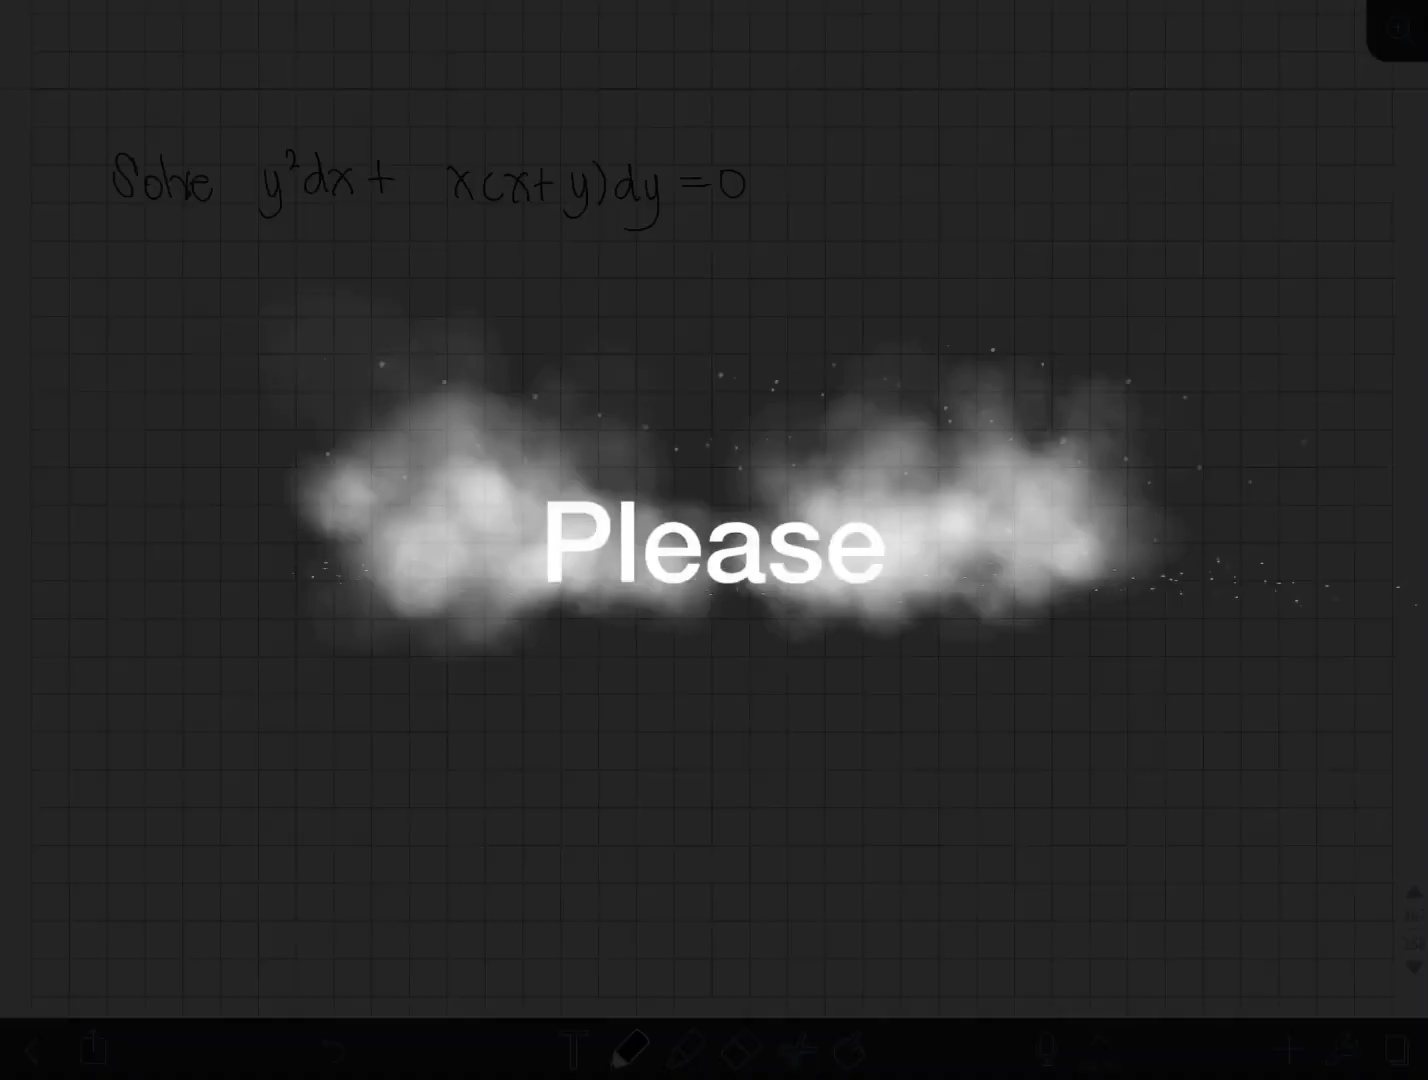 Solve y²dx + x(x+y)dy = 0
Please